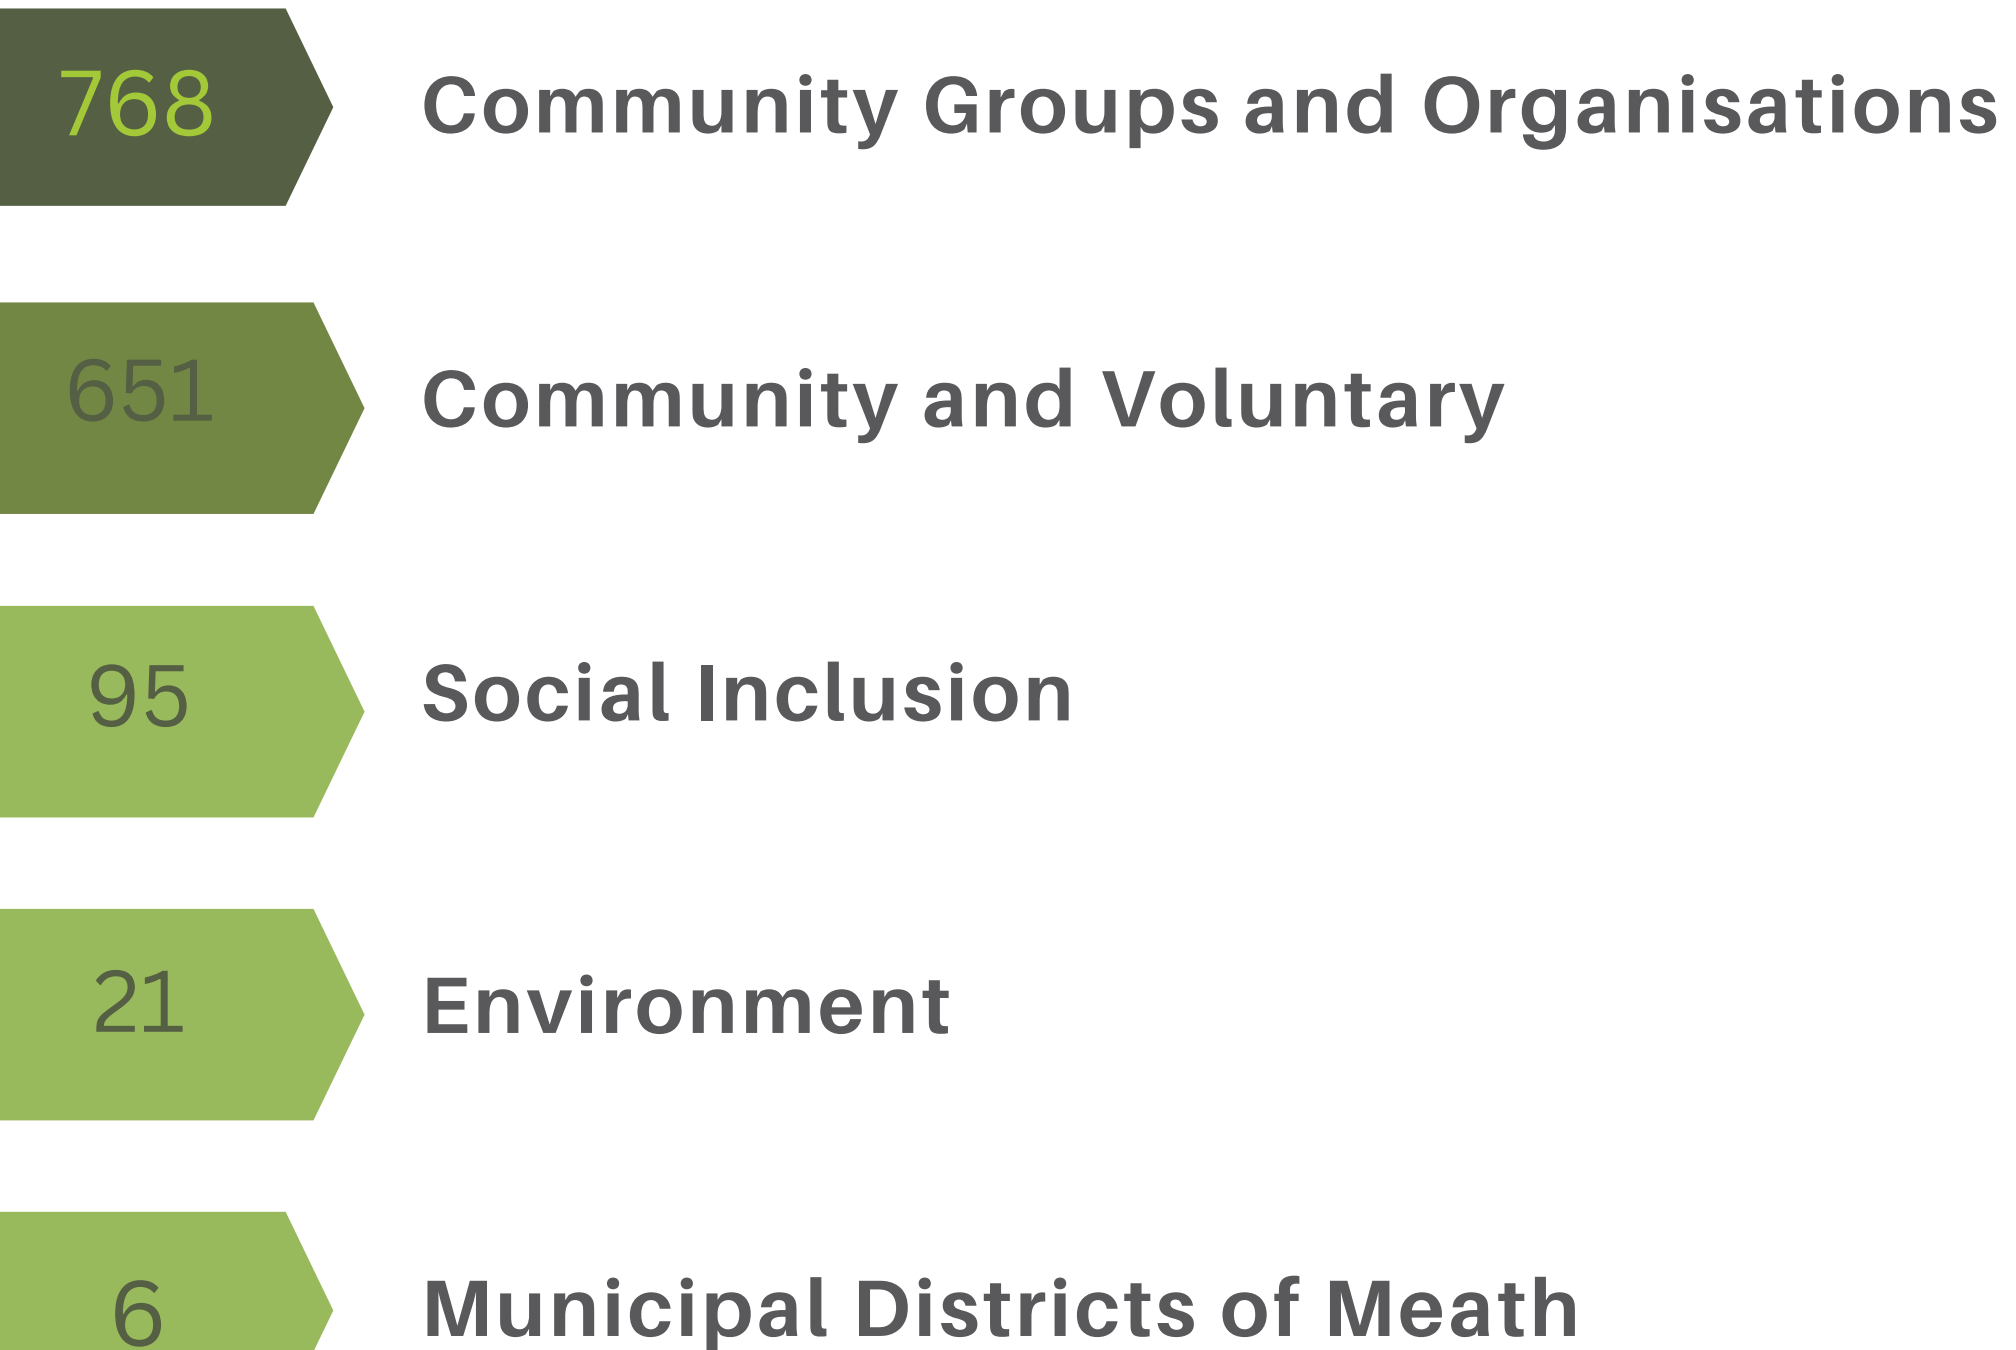 768 Community Groups and Organisations
651 Community and Voluntary
95 Social Inclusion
21 Environment
6 Municipal Districts of Meath